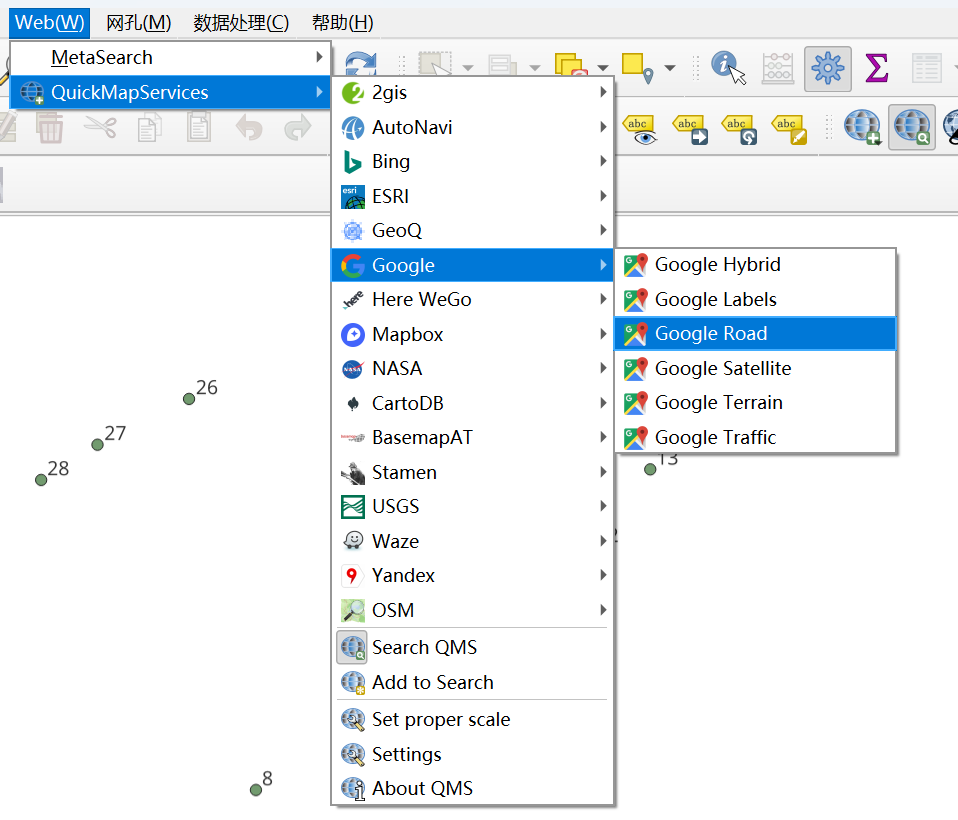 Web(W) 网孔(M) 数据处理(C) 帮助(H)
MetaSearch
QuickMapServices
2gis
AutoNavi
Bing
esri ESRI
GeoQ
Google
Here WeGo
Mapbox
NASA NASA
CartoDB
BasemapAT
Stamen
USGS
Waze
Yandex
OSM
Search QMS
Add to Search
Set proper scale
Settings
About QMS
Google Hybrid
Google Labels
Google Road
Google Satellite
Google Terrain
Google Traffic
abc abc abc abc
26
27
28
13
8